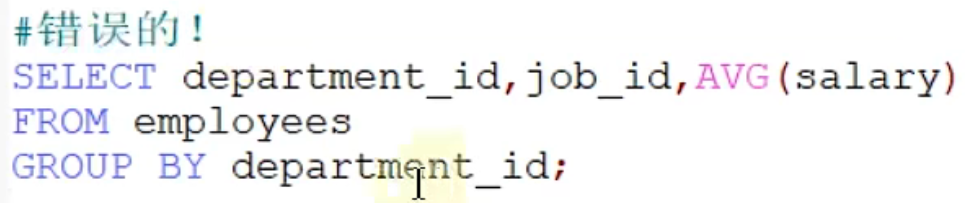 #错误的！
SELECT department_id,job_id,AVG(salary)
FROM employees
GROUP BY department_id;